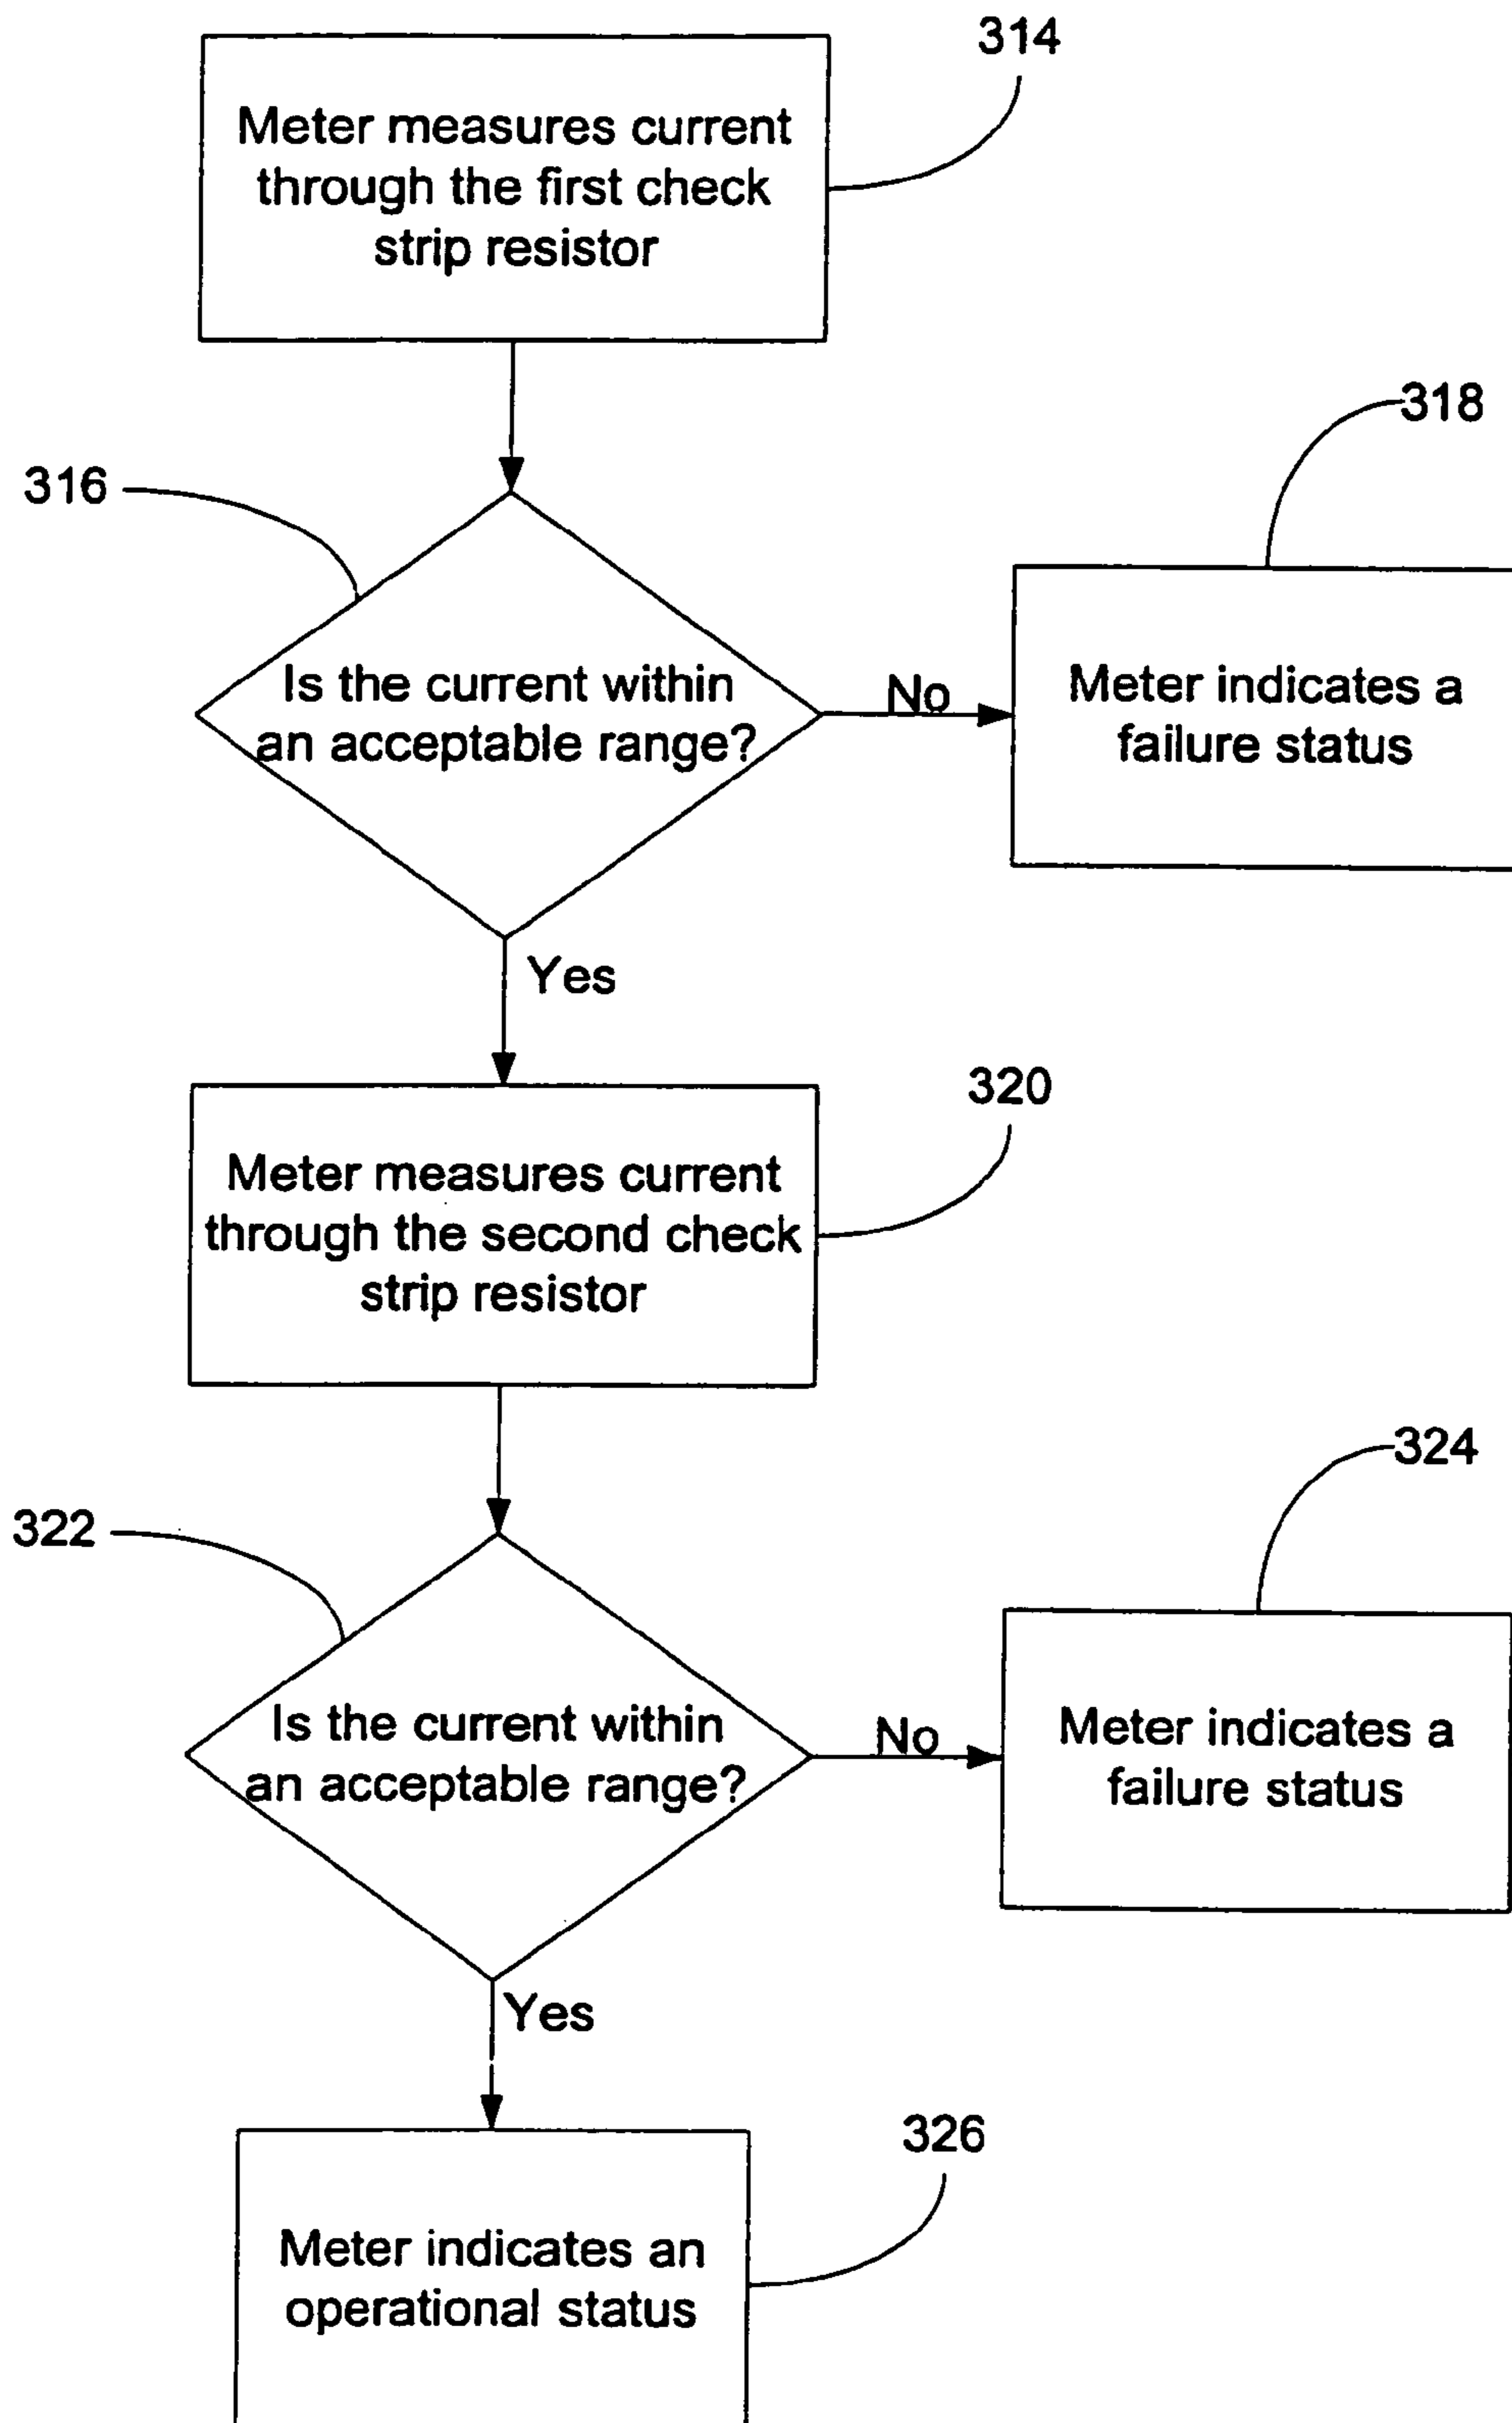 314
Meter measures current
through the first check
strip resistor
316
318
Is the current within
an acceptable range?
No
Meter indicates a
failure status
Yes
320
Meter measures current
through the second check
strip resistor
322
324
Is the current within
an acceptable range?
No
Meter indicates a
failure status
Yes
326
Meter indicates an
operational status